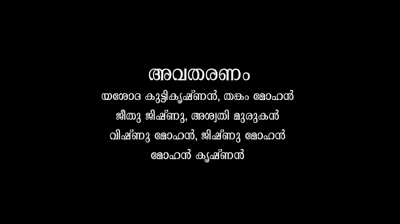 അവതരണം
യശോദ കുട്ടികൃഷ്ണൻ, തങ്കം മോഹൻ
ജീതു ജിഷ്ണു, അശ്വതി മുരുകൻ
വിഷ്ണു മോഹൻ, ജിഷ്ണു മോഹൻ
മോഹൻ കൃഷ്ണൻ